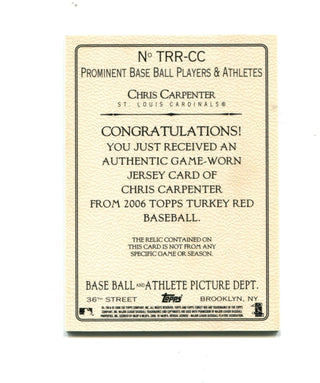 Nº TRR-CC
PROMINENT BASE BALL PLAYERS & ATHLETES
CHRIS CARPENTER
ST. LOUIS CARDINALS®
CONGRATULATIONS!
YOU JUST RECEIVED AN
AUTHENTIC GAME-WORN
JERSEY CARD OF
CHRIS CARPENTER
FROM 2006 TOPPS TURKEY RED
BASEBALL.
THE RELIC CONTAINED ON
THIS CARD IS NOT FROM ANY
SPECIFIC GAME OR SEASON.
BASE BALL AND ATHLETE PICTURE DEPT.
36TH STREET Topps BROOKLYN, NY